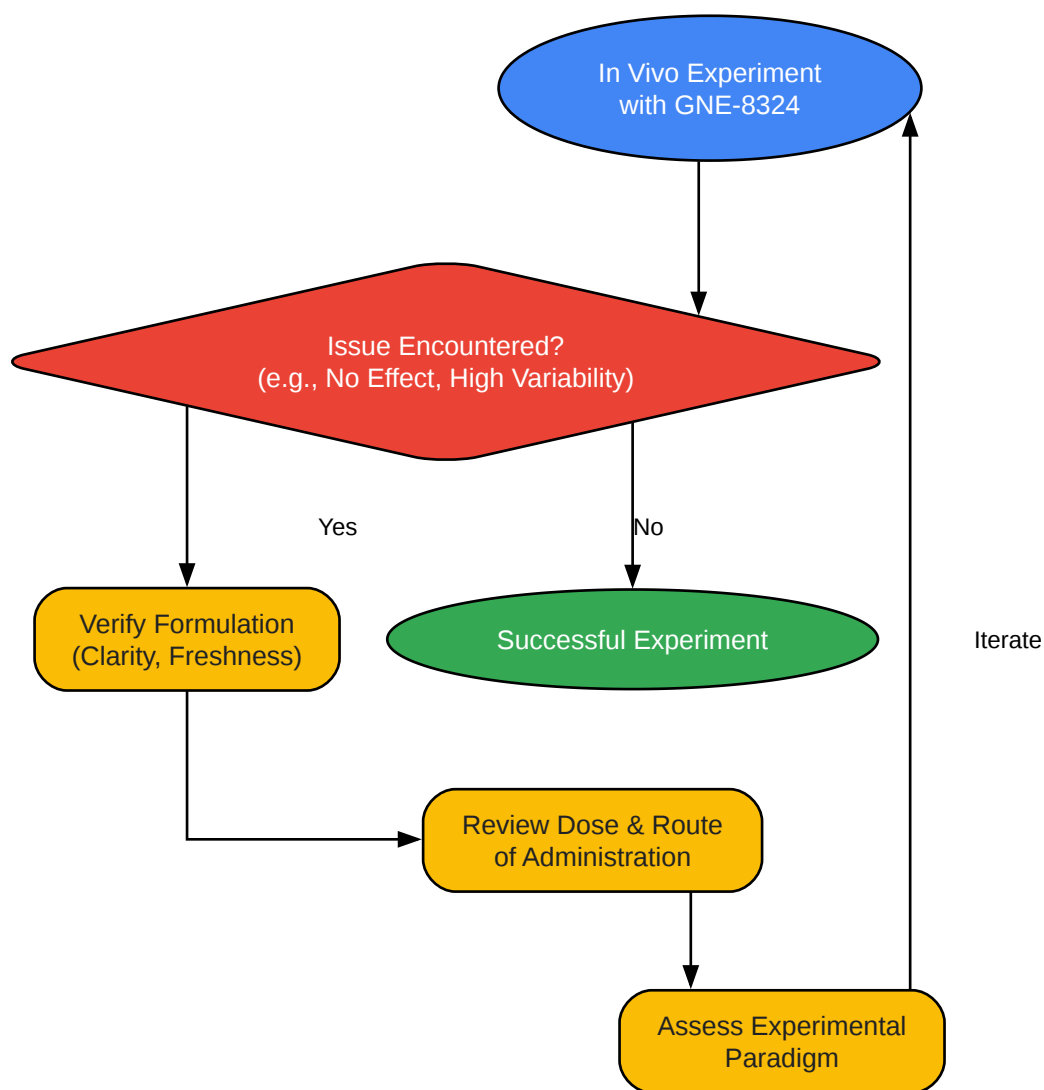 In Vivo Experiment
with GNE-8324
Issue Encountered?
(e.g., No Effect, High Variability)
Yes
No
Verify Formulation
(Clarity, Freshness)
Successful Experiment
Iterate
Review Dose & Route
of Administration
Assess Experimental
Paradigm